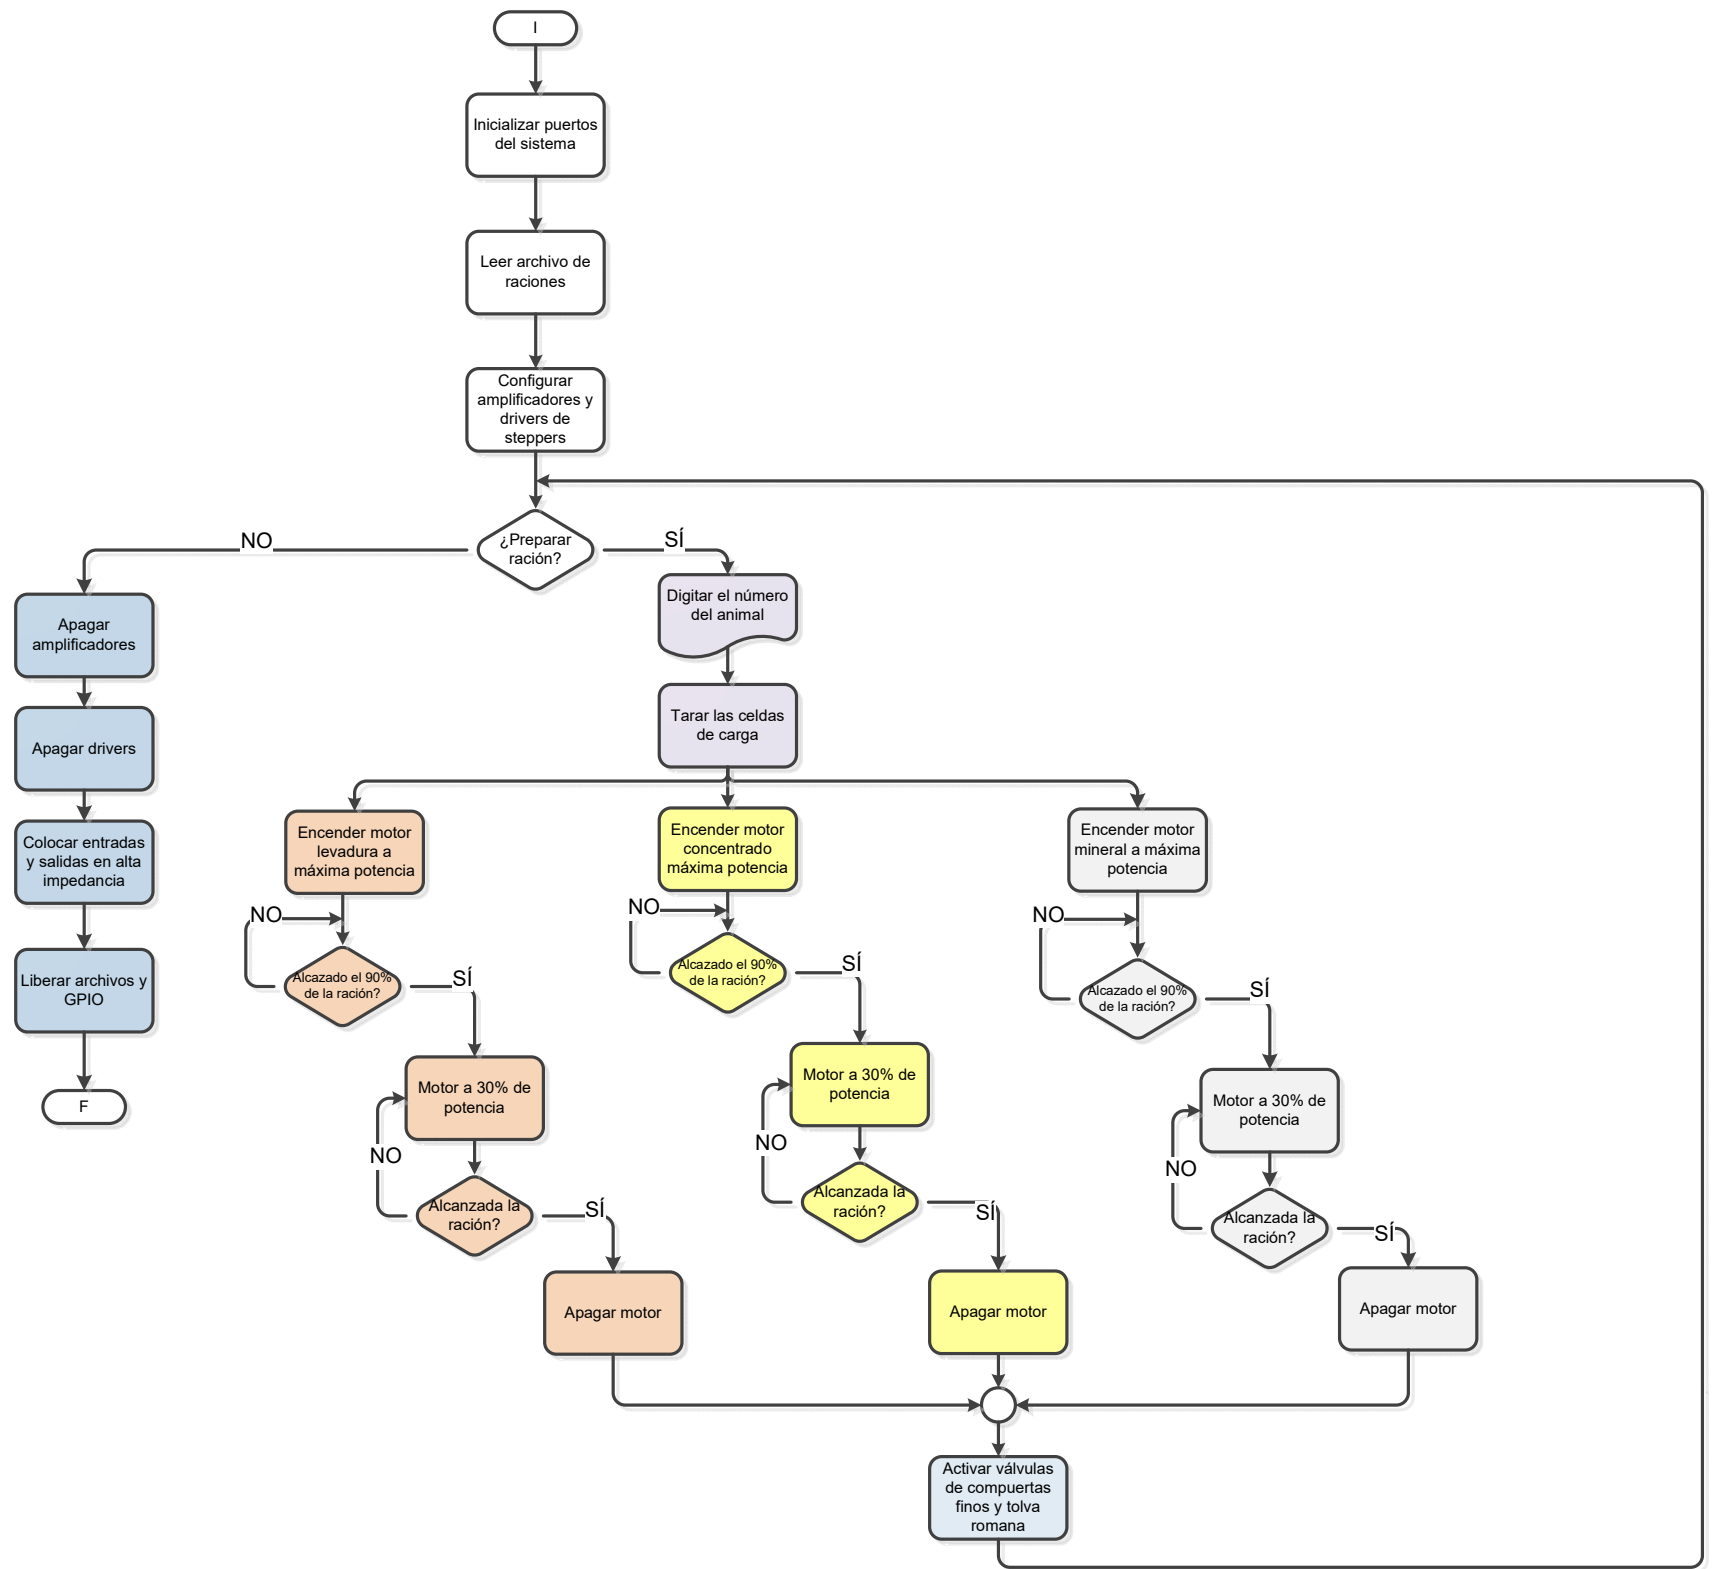 I
Inicializar puertos
del sistema
Leer archivo de
raciones
Configurar
amplificadores y
drivers de
steppers
¿Preparar
ración?
NO
SÍ
Apagar
amplificadores
Apagar drivers
Colocar entradas
y salidas en alta
impedancia
Liberar archivos y
GPIO
F
Digitar el número
del animal
Tarar las celdas
de carga
Encender motor
levadura a
máxima potencia
NO
Alcazado el 90%
de la ración?
SÍ
Motor a 30% de
potencia
NO
Alcanzada la
ración?
SÍ
Apagar motor
Encender motor
concentrado
máxima potencia
NO
Alcazado el 90%
de la ración?
SÍ
Motor a 30% de
potencia
NO
Alcanzada la
ración?
SÍ
Apagar motor
Encender motor
mineral a máxima
potencia
NO
Alcazado el 90%
de la ración?
SÍ
Motor a 30% de
potencia
NO
Alcanzada la
ración?
SÍ
Apagar motor
Activar válvulas
de compuertas
finos y tolva
romana